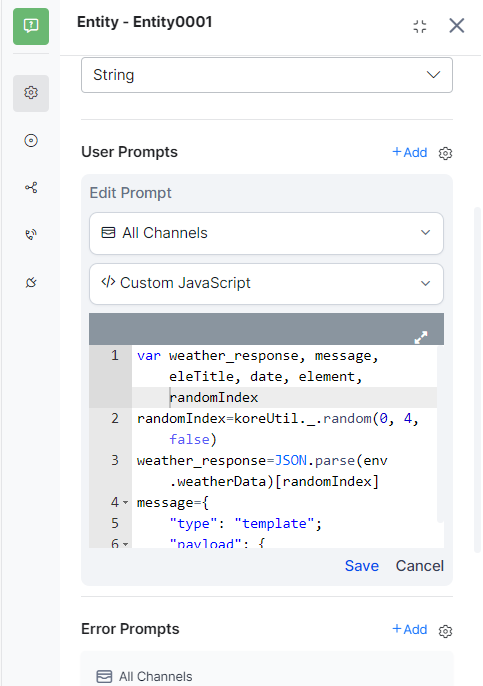 Entity - Entity0001
String
User Prompts
+Add
Edit Prompt
All Channels
</> Custom JavaScript
1 var weather_response, message,
eleTitle, date, element,
randomIndex
2 randomIndex=koreUtil._.random(0, 4,
false)
3 weather_response=JSON.parse(env
.weatherData)[randomIndex]
4 message={
5 "type": "template";
6 "payload": {
Save Cancel
Error Prompts
+Add
All Channels